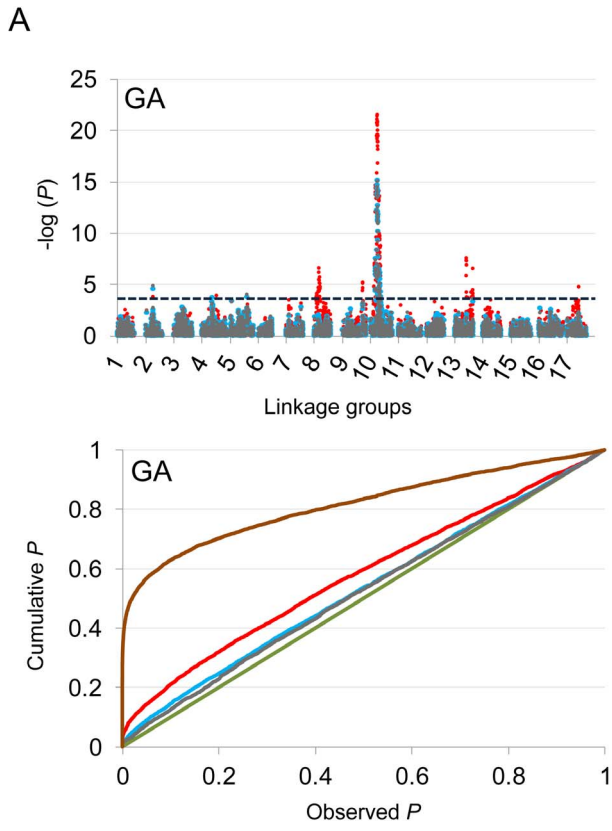 A
GA
25
20
15
10
5
0
-log (P)
1 2 3 4 5 6 7 8 9 10 11 12 13 14 15 16 17
Linkage groups
GA
1
0.8
0.6
0.4
0.2
0
Cumulative P
0 0.2 0.4 0.6 0.8 1
Observed P